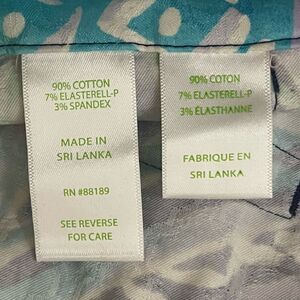 90% COTTON
7% ELASTERELL-P
3% SPANDEX
MADE IN
SRI LANKA
RN #88189
SEE REVERSE
FOR CARE
90% COTON
7% ELASTERELL-P
3% ÉLASTHANNE
FABRIQUE EN
SRI LANKA